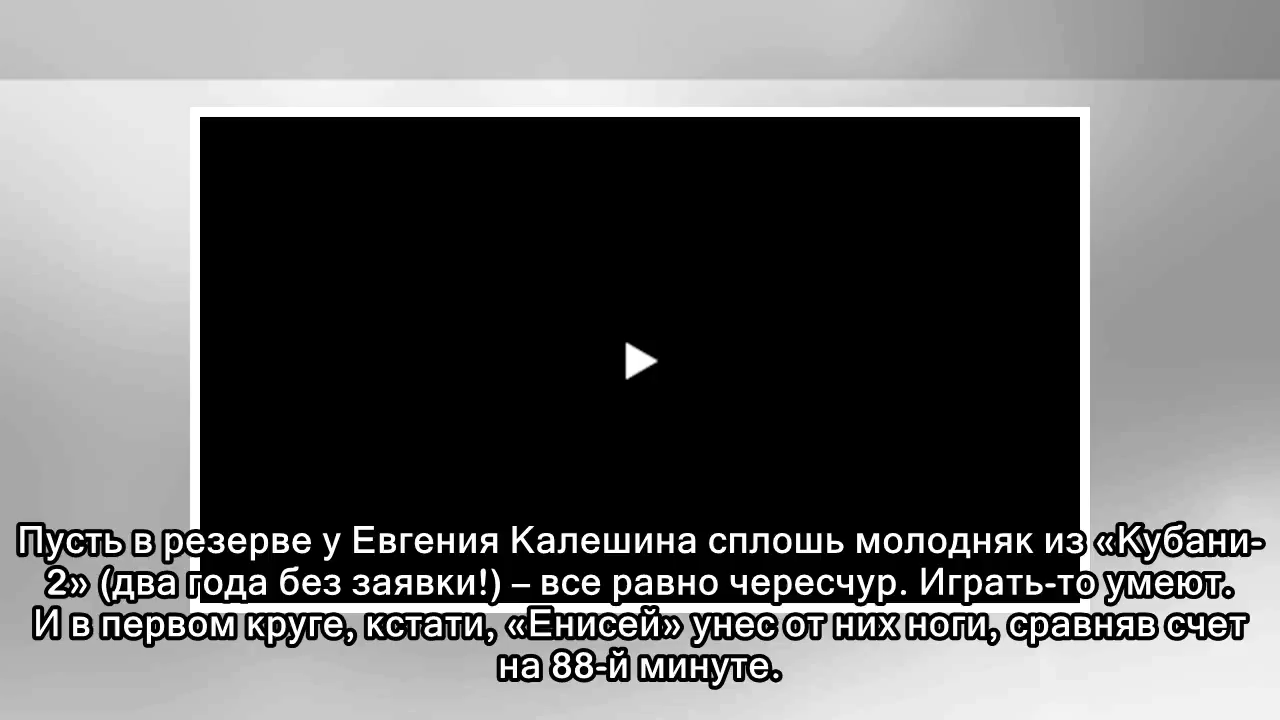 Пусть в резерве у Евгения Калешина сплошь молодняк из «Кубани-
2» (два года без заявки!) – все равно чересчур. Играть-то умеют.
И в первом круге, кстати, «Енисей» унес от них ноги, сравняв счет
на 88-й минуте.